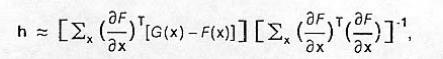 h ≈ [Σₓ (∂F/∂x)ᵀ[G(x) − F(x)]] [Σₓ (∂F/∂x)ᵀ(∂F/∂x)]⁻¹,